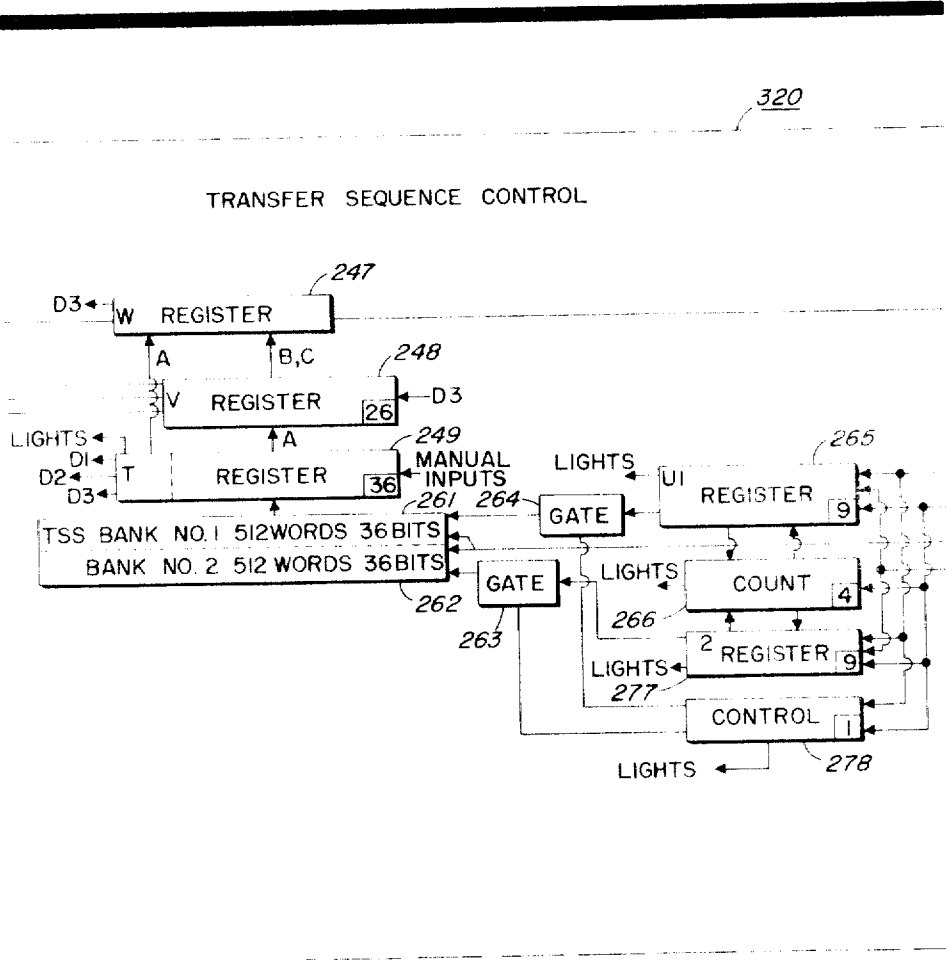 320
TRANSFER SEQUENCE CONTROL
247
D3
W REGISTER
A B,C
248
V REGISTER 26
D3
LIGHTS
A
249
D1
D2
D3
T REGISTER 36
MANUAL INPUTS
261
264
LIGHTS
265
U1 REGISTER 9
GATE
TSS BANK NO. 1 512 WORDS 36 BITS
BANK NO. 2 512 WORDS 36 BITS
262
GATE
263
LIGHTS
COUNT 4
266
2 REGISTER 9
LIGHTS
277
CONTROL 1
278
LIGHTS